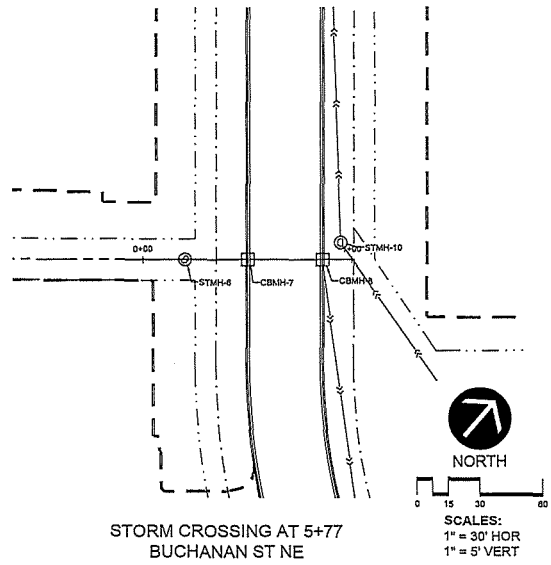 0+00
+00
STMH-10
STMH-6
CBMH-7
CBMH-8
NORTH
0 15 30 60
SCALES:
1" = 30' HOR
1" = 5' VERT
STORM CROSSING AT 5+77
BUCHANAN ST NE